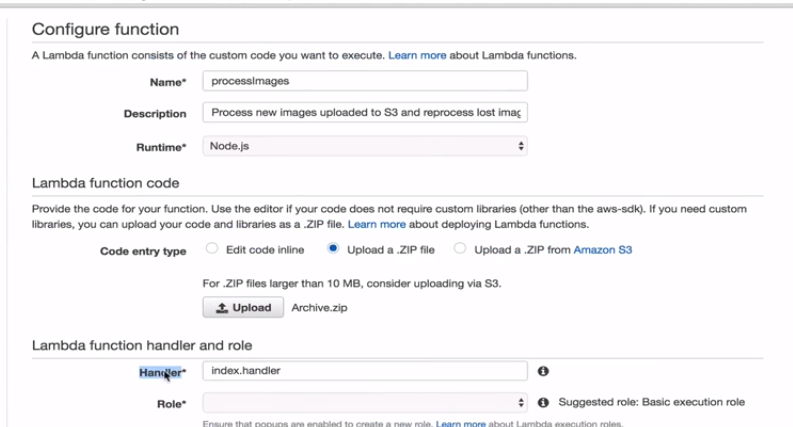 Configure function
A Lambda function consists of the custom code you want to execute. Learn more about Lambda functions.
Name* processImages
Description Process new images uploaded to S3 and reprocess lost imag
Runtime* Node.js
Lambda function code
Provide the code for your function. Use the editor if your code does not require custom libraries (other than the aws-sdk). If you need custom
libraries, you can upload your code and libraries as a .ZIP file. Learn more about deploying Lambda functions.
Code entry type Edit code inline Upload a .ZIP file Upload a .ZIP from Amazon S3
For .ZIP files larger than 10 MB, consider uploading via S3.
Upload Archive.zip
Lambda function handler and role
Handler* index.handler
Role* Suggested role: Basic execution role
Ensure that popups are enabled to create a new role. Learn more about Lambda execution roles.